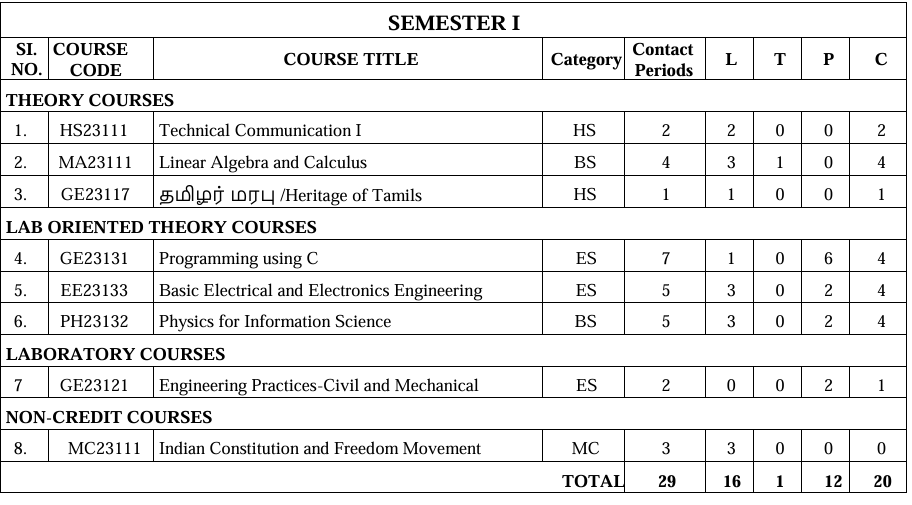 SEMESTER I
SI. NO. COURSE CODE COURSE TITLE Category Contact Periods L T P C
THEORY COURSES
1. HS23111 Technical Communication I HS 2 2 0 0 2
2. MA23111 Linear Algebra and Calculus BS 4 3 1 0 4
3. GE23117 தமிழர் மரபு /Heritage of Tamils HS 1 1 0 0 1
LAB ORIENTED THEORY COURSES
4. GE23131 Programming using C ES 7 1 0 6 4
5. EE23133 Basic Electrical and Electronics Engineering ES 5 3 0 2 4
6. PH23132 Physics for Information Science BS 5 3 0 2 4
LABORATORY COURSES
7 GE23121 Engineering Practices-Civil and Mechanical ES 2 0 0 2 1
NON-CREDIT COURSES
8. MC23111 Indian Constitution and Freedom Movement MC 3 3 0 0 0
TOTAL 29 16 1 12 20